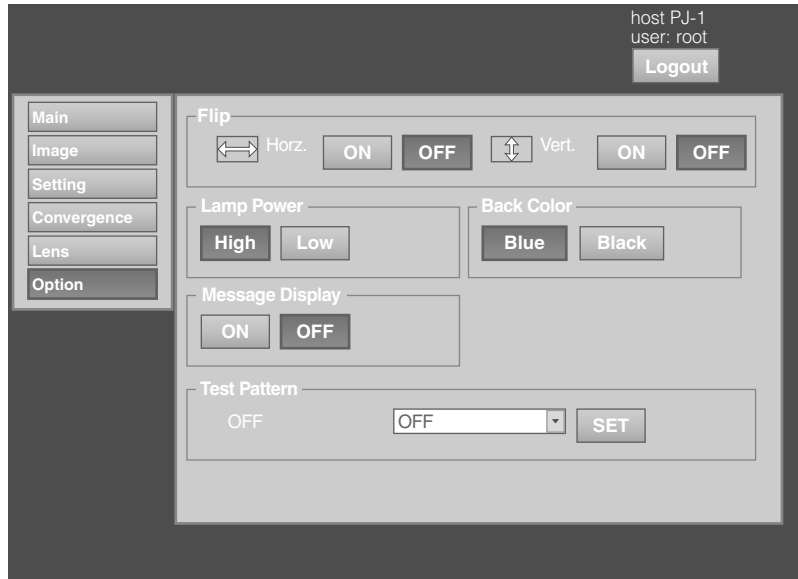 host PJ-1
user: root
Logout
Main
Image
Setting
Convergence
Lens
Option
Flip
Horz. ON OFF Vert. ON OFF
Lamp Power
High Low
Back Color
Blue Black
Message Display
ON OFF
Test Pattern
OFF OFF SET